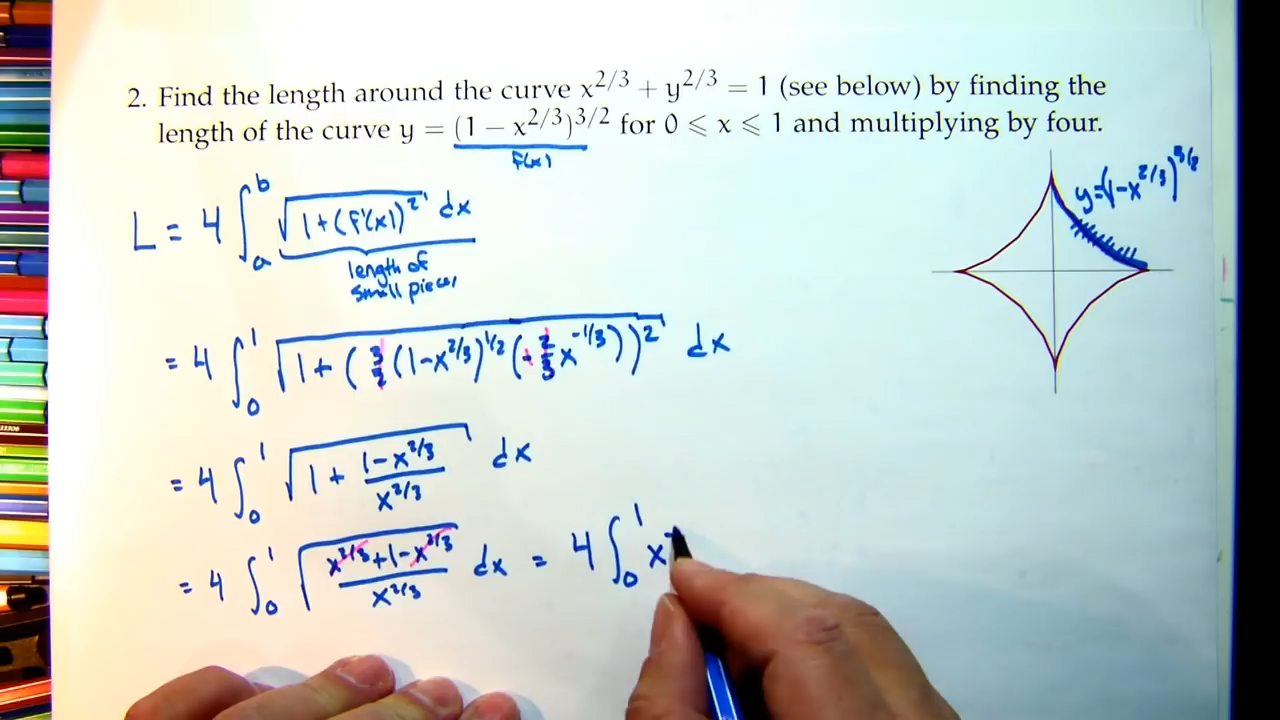 2. Find the length around the curve x^{2/3} + y^{2/3} = 1 (see below) by finding the
length of the curve y = (1 − x^{2/3})^{3/2} for 0 ⩽ x ⩽ 1 and multiplying by four.
f(x)
y=(1-x^{2/3})^{3/2}
L = 4 ∫_a^b √(1+(f'(x))^2) dx
length of
small pieces
= 4 ∫_0^1 √(1+(3/2(1-x^{2/3})^{1/2}(-2/3 x^{-1/3}))^2) dx
= 4 ∫_0^1 √(1+(1-x^{2/3})/x^{2/3}) dx
= 4 ∫_0^1 √((x^{2/3}+1-x^{2/3})/x^{2/3}) dx = 4 ∫_0^1 x^-